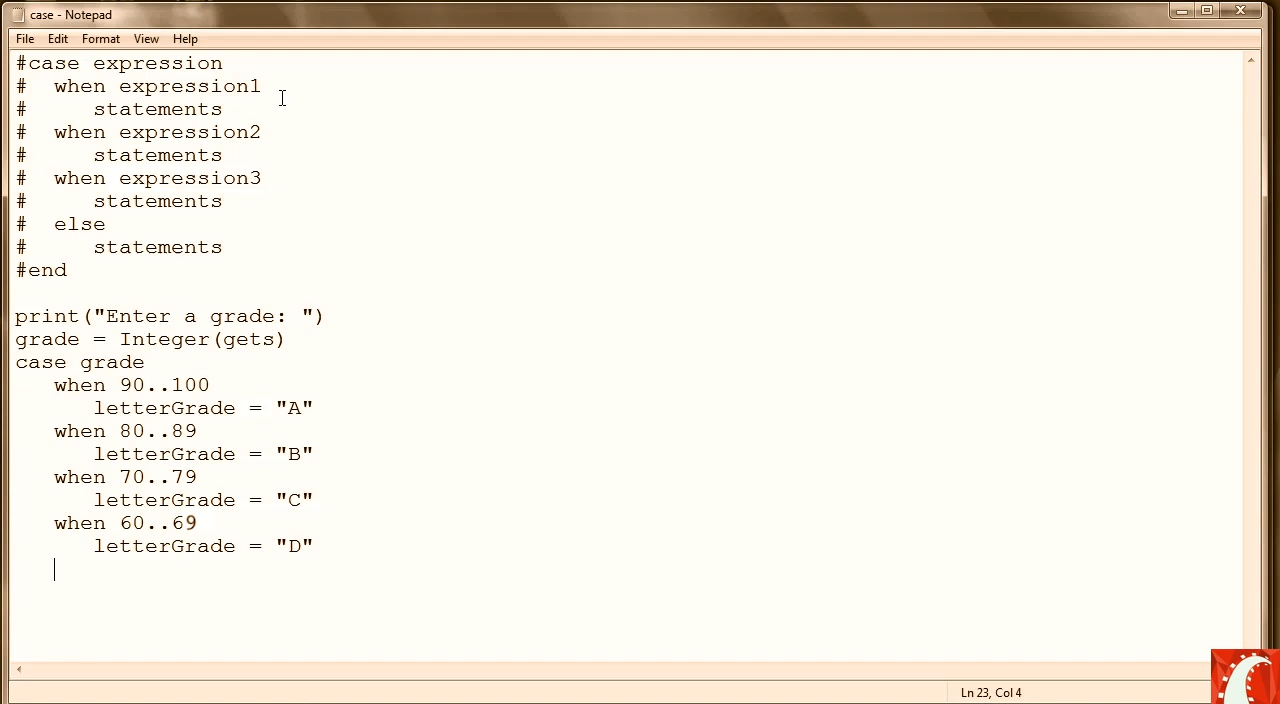 case - Notepad
File Edit Format View Help
#case expression
#  when expression1
#     statements
#  when expression2
#     statements
#  when expression3
#     statements
#  else
#     statements
#end

print("Enter a grade: ")
grade = Integer(gets)
case grade
   when 90..100
      letterGrade = "A"
   when 80..89
      letterGrade = "B"
   when 70..79
      letterGrade = "C"
   when 60..69
      letterGrade = "D"
Ln 23, Col 4